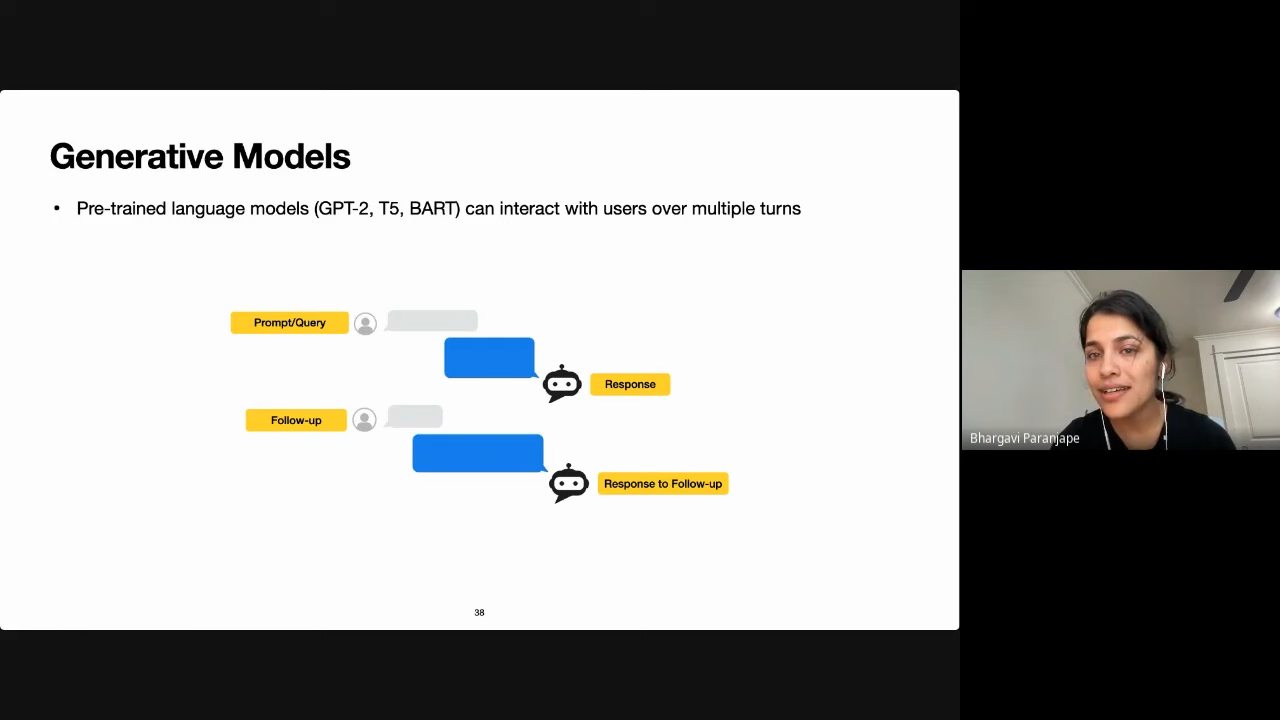 Generative Models
• Pre-trained language models (GPT-2, T5, BART) can interact with users over multiple turns
Prompt/Query
Response
Follow-up
Response to Follow-up
38
Bhargavi Paranjape